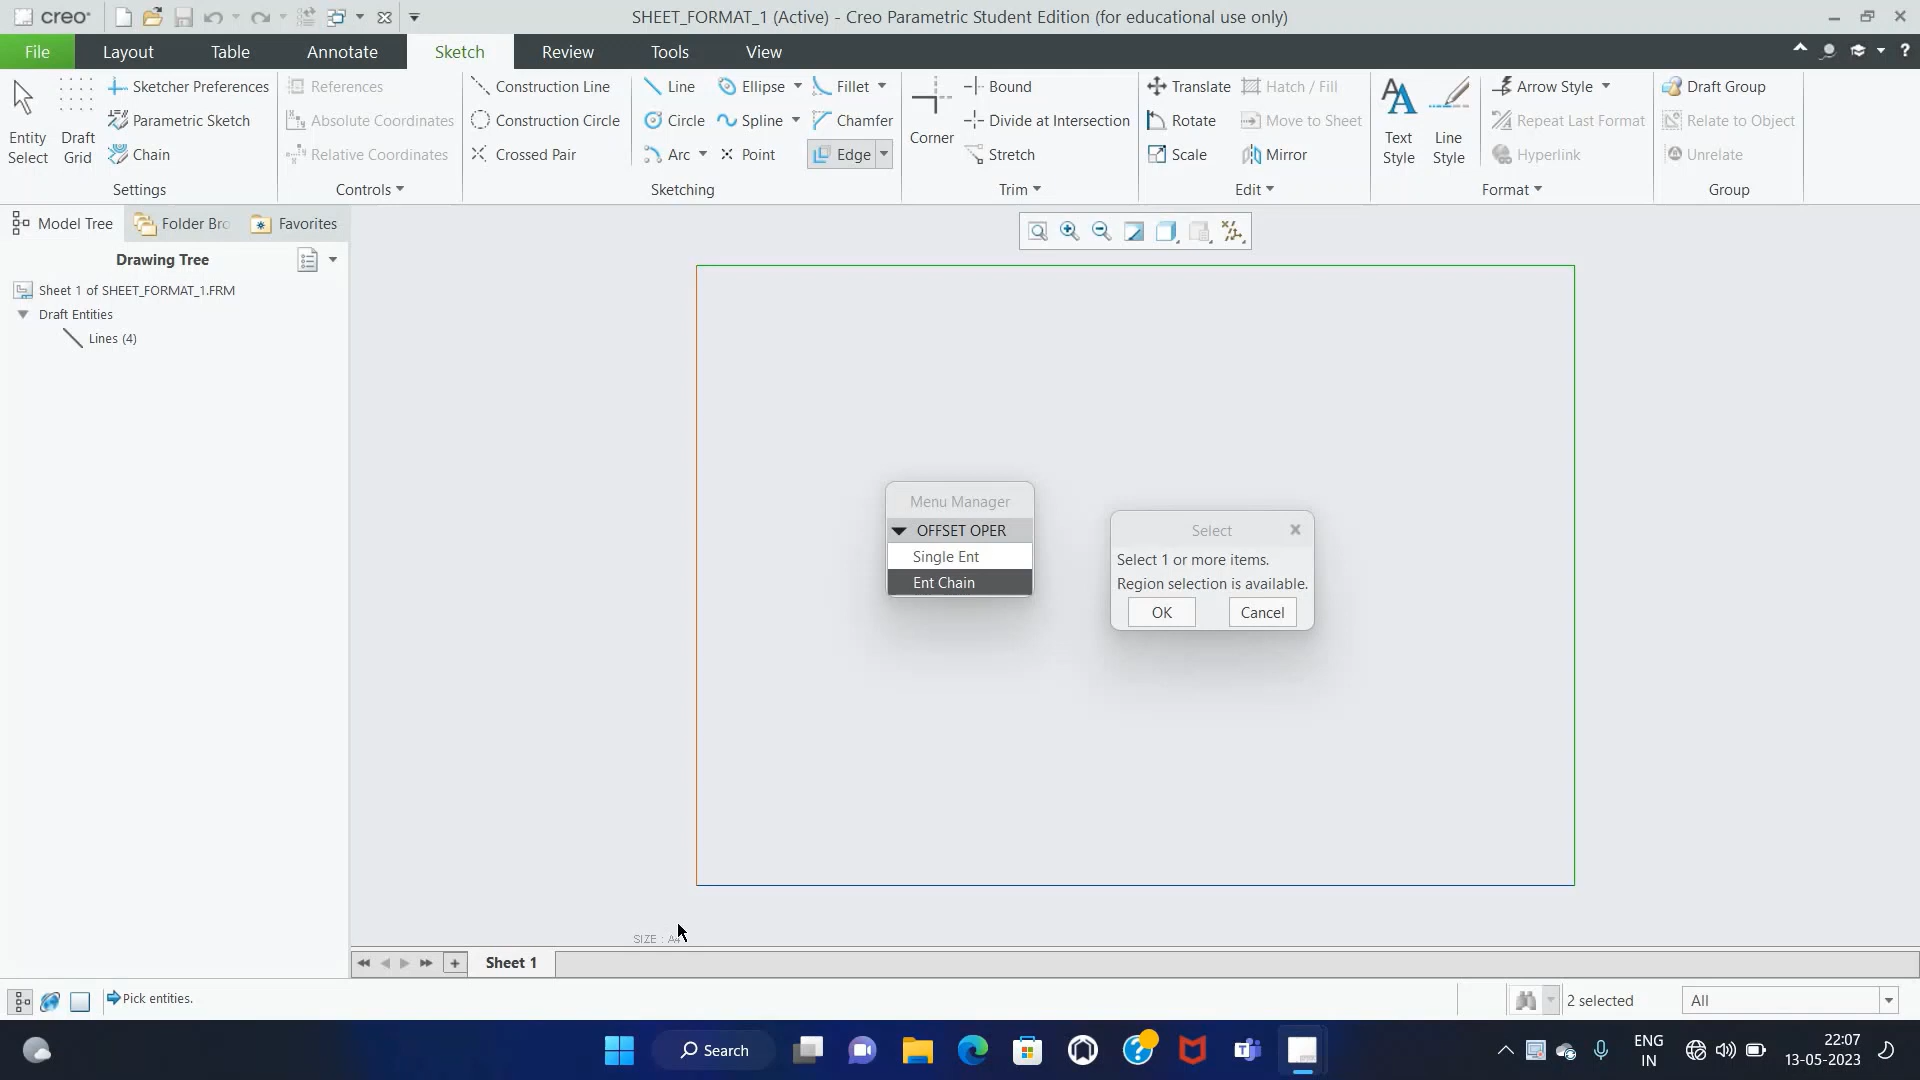 creo
SHEET_FORMAT_1 (Active) - Creo Parametric Student Edition (for educational use only)
File
Layout
Table
Annotate
Sketch
Review
Tools
View
Entity Select
Draft Grid
Sketcher Preferences
Parametric Sketch
Chain
Settings
References
Absolute Coordinates
Relative Coordinates
Controls
Construction Line
Construction Circle
Crossed Pair
Line
Circle
Arc
Ellipse
Spline
Point
Fillet
Chamfer
Edge
Sketching
Corner
Bound
Divide at Intersection
Stretch
Trim
Translate
Rotate
Scale
Hatch / Fill
Move to Sheet
Mirror
Edit
Text Style
Line Style
Arrow Style
Repeat Last Format
Hyperlink
Format
Draft Group
Relate to Object
Unrelate
Group
Model Tree
Folder Bro
Favorites
Drawing Tree
Sheet 1 of SHEET_FORMAT_1.FRM
Draft Entities
Lines (4)
Menu Manager
OFFSET OPER
Single Ent
Ent Chain
Select
Select 1 or more items.
Region selection is available.
OK
Cancel
SIZE : A4
Sheet 1
Pick entities.
2 selected
All
Search
ENG
IN
22:07
13-05-2023